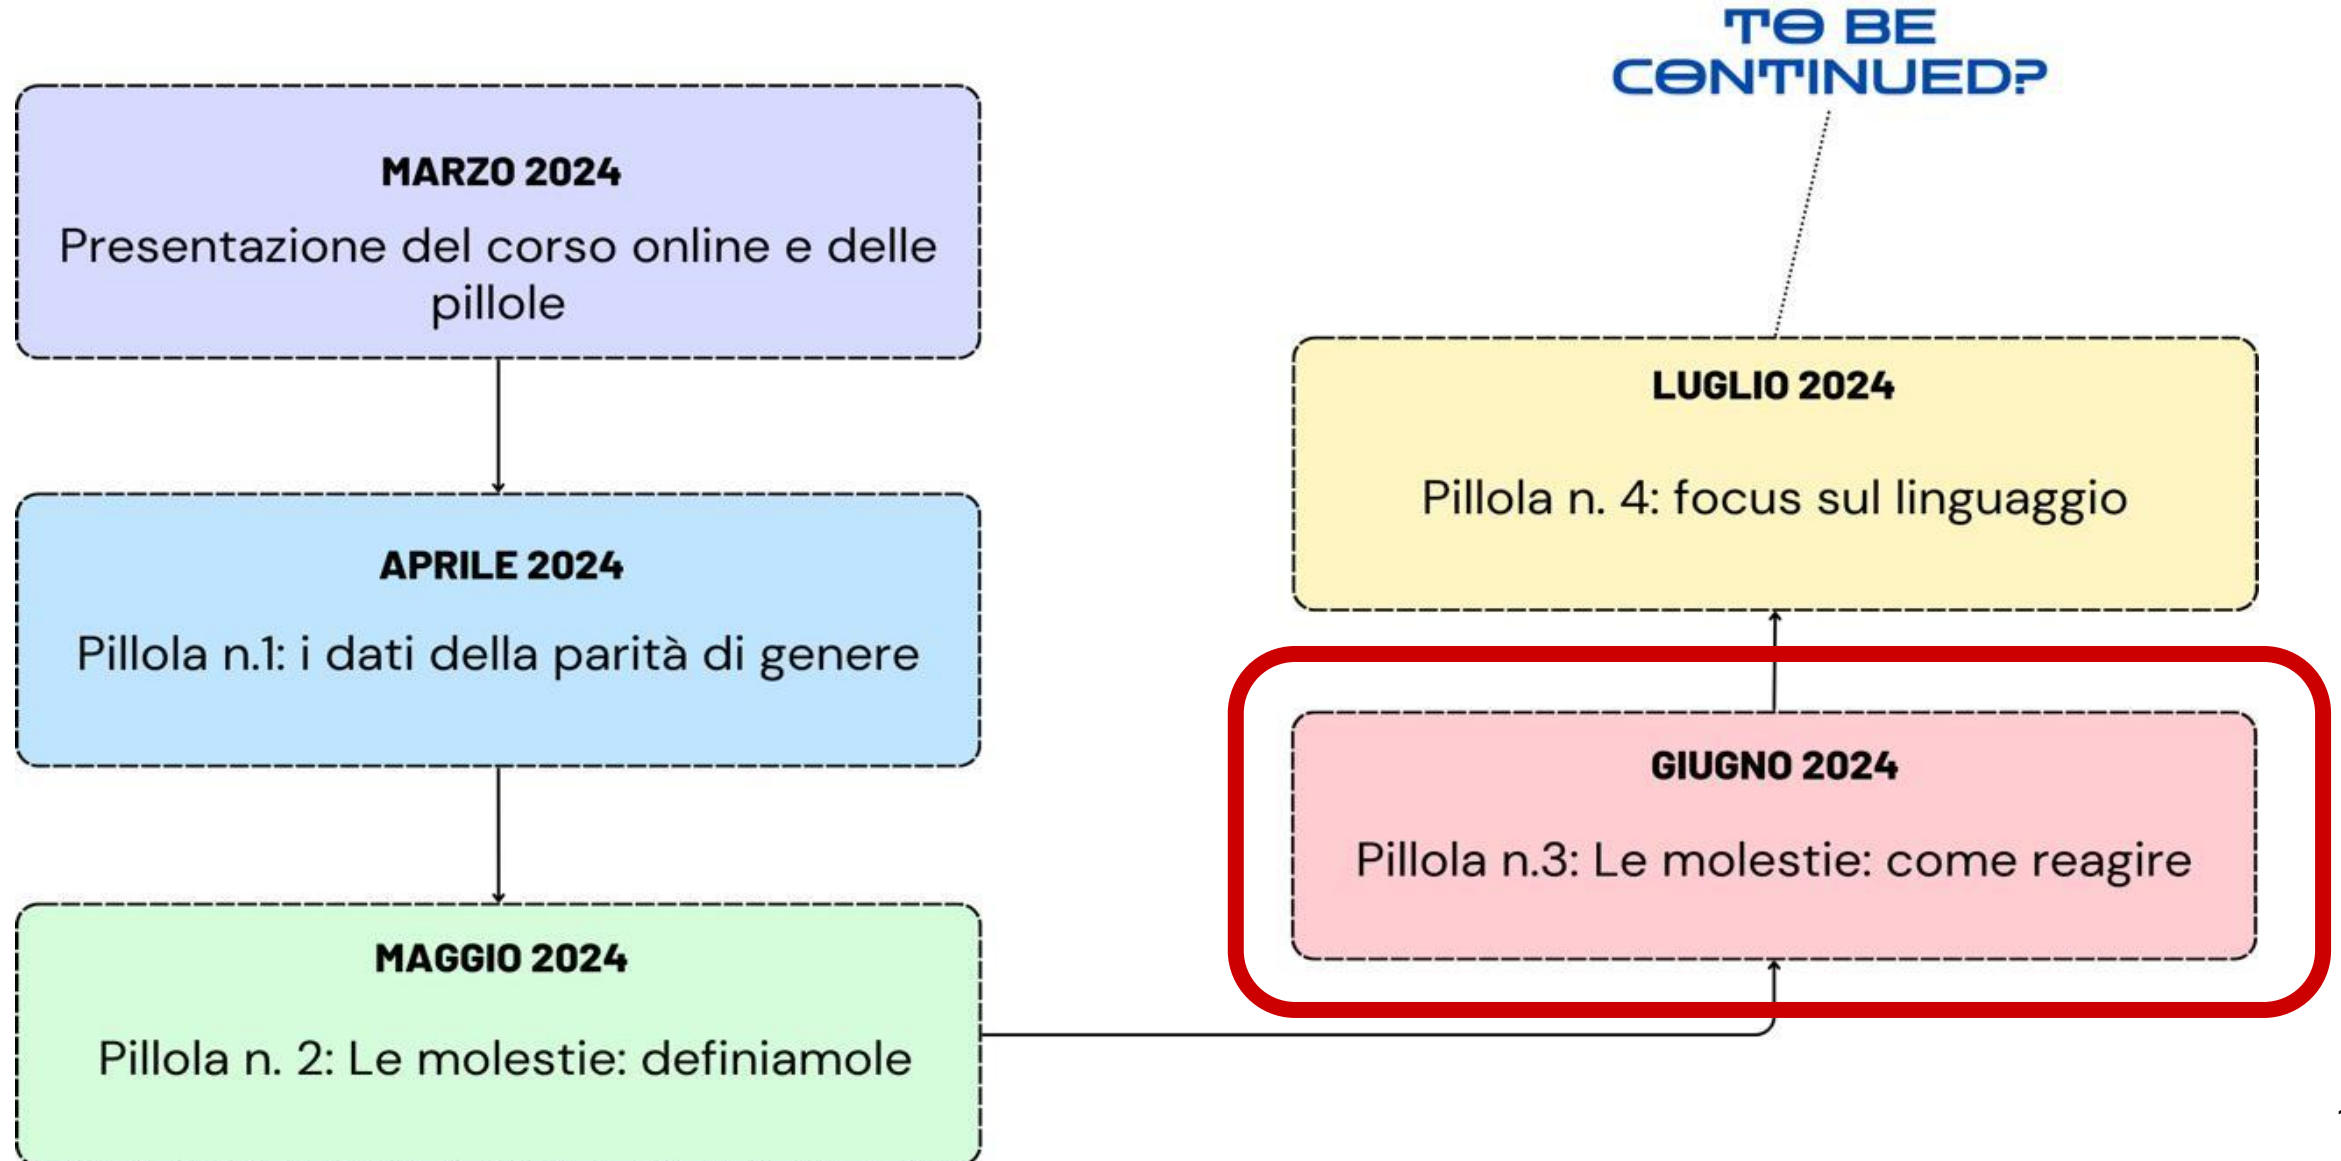 MARZO 2024
Presentazione del corso online e delle
pillole
APRILE 2024
Pillola n.1: i dati della parità di genere
MAGGIO 2024
Pillola n. 2: Le molestie: definiamole
GIUGNO 2024
Pillola n.3: Le molestie: come reagire
LUGLIO 2024
Pillola n. 4: focus sul linguaggio
TO BE
CONTINUED?